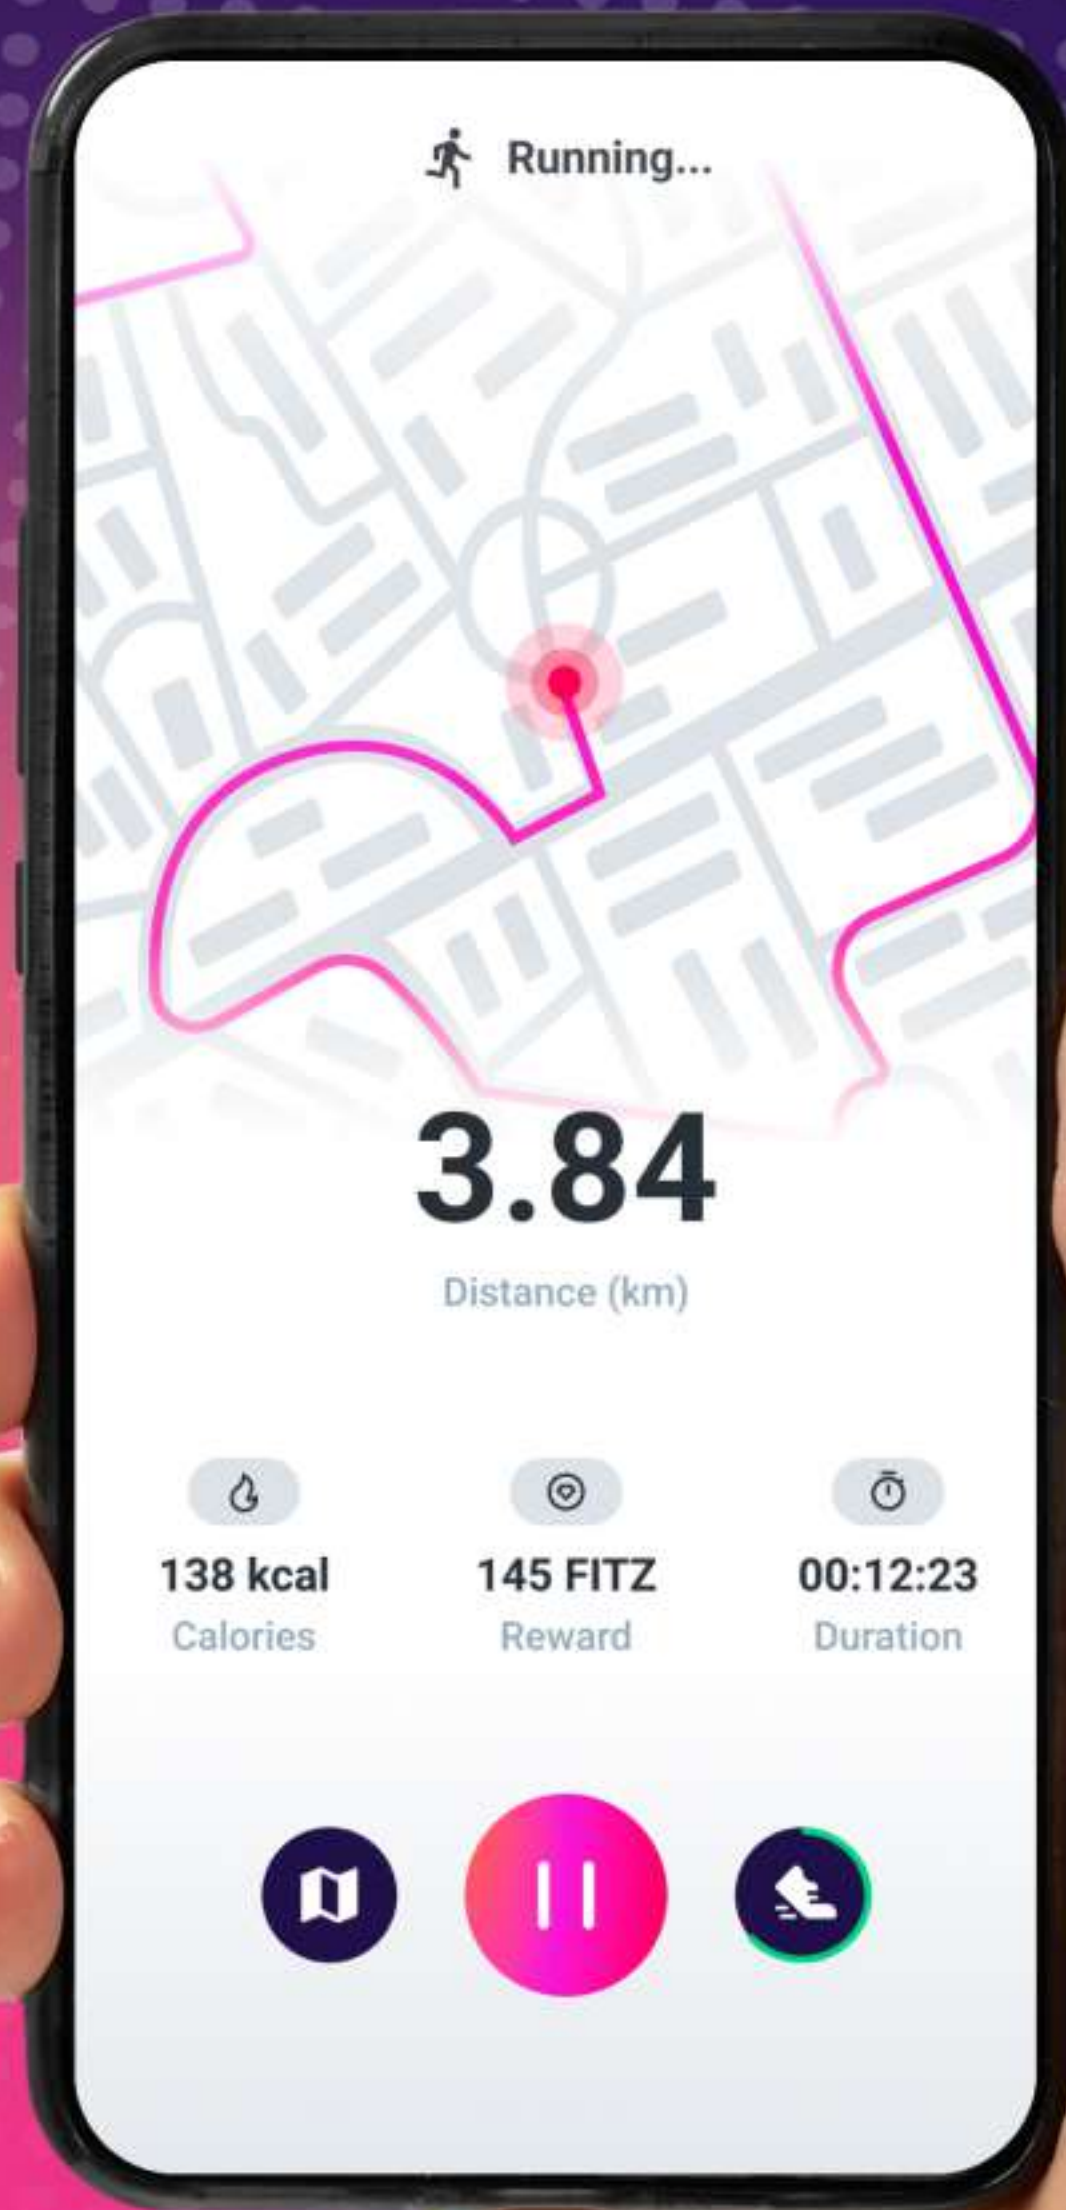 Running...
3.84
Distance (km)
138 kcal 145 FITZ 00:12:23
Calories Reward Duration